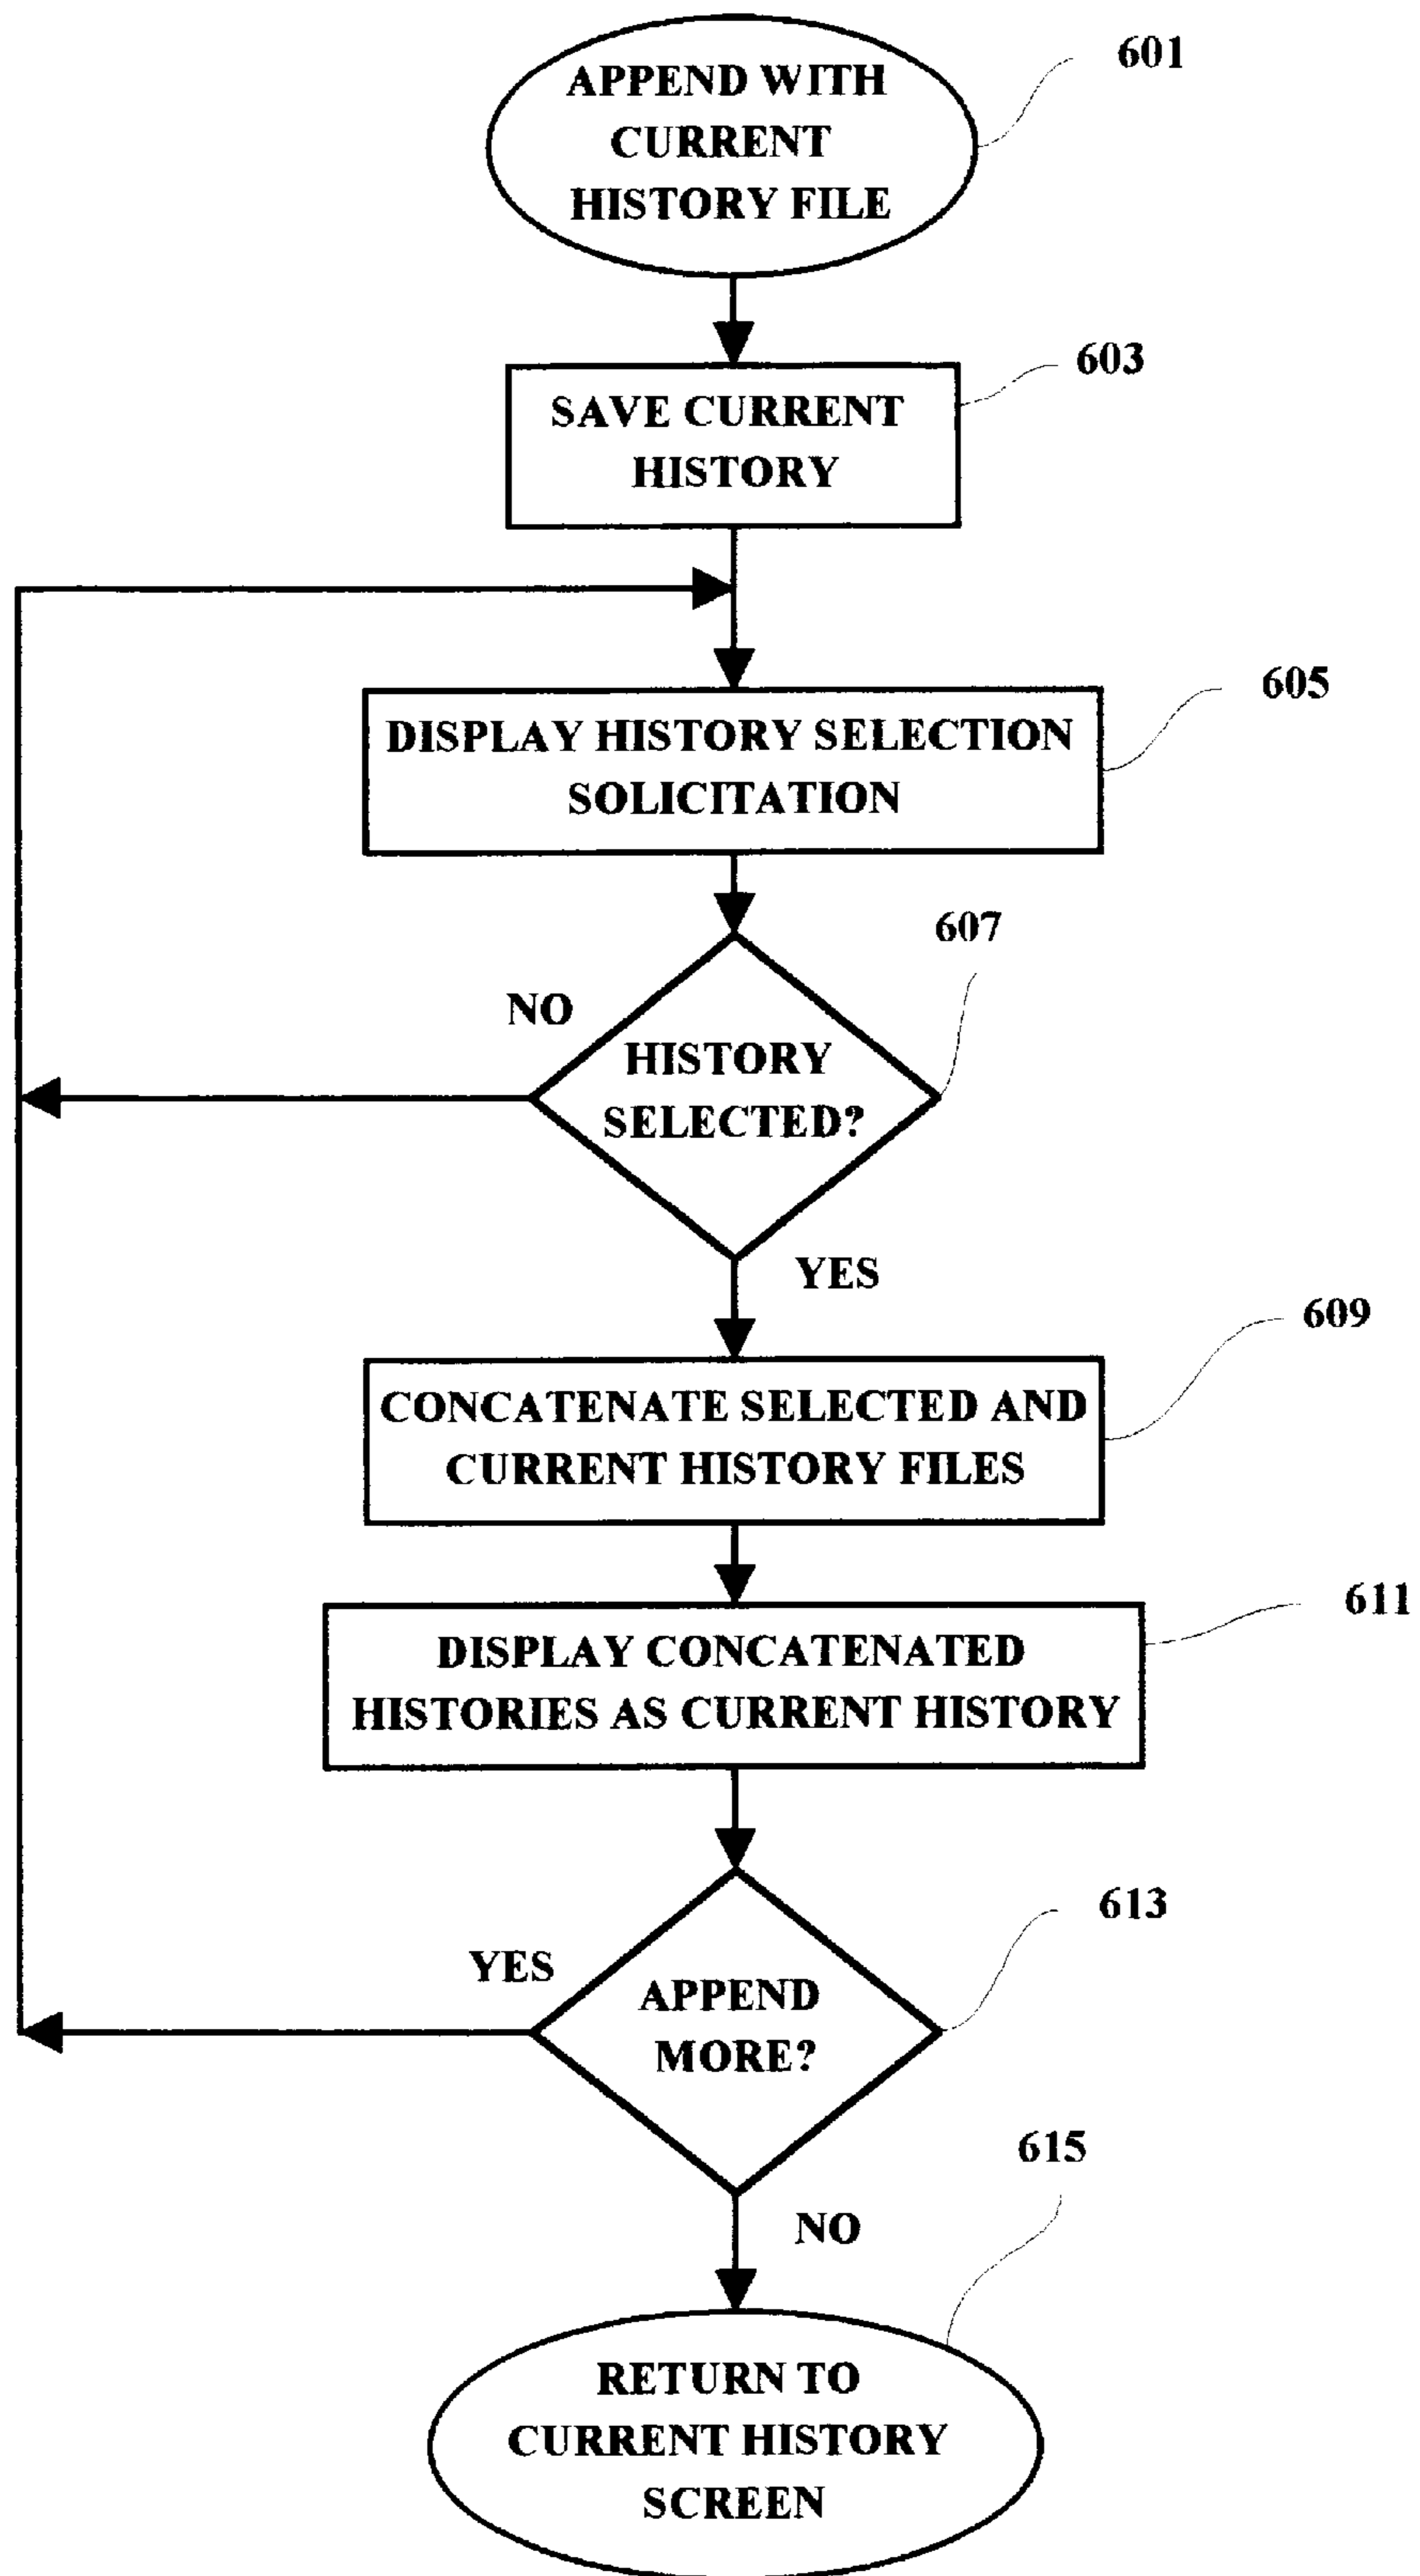 APPEND WITH
CURRENT
HISTORY FILE
601
SAVE CURRENT
HISTORY
603
DISPLAY HISTORY SELECTION
SOLICITATION
605
607
NO
HISTORY
SELECTED?
YES
609
CONCATENATE SELECTED AND
CURRENT HISTORY FILES
611
DISPLAY CONCATENATED
HISTORIES AS CURRENT HISTORY
613
YES
APPEND
MORE?
615
NO
RETURN TO
CURRENT HISTORY
SCREEN